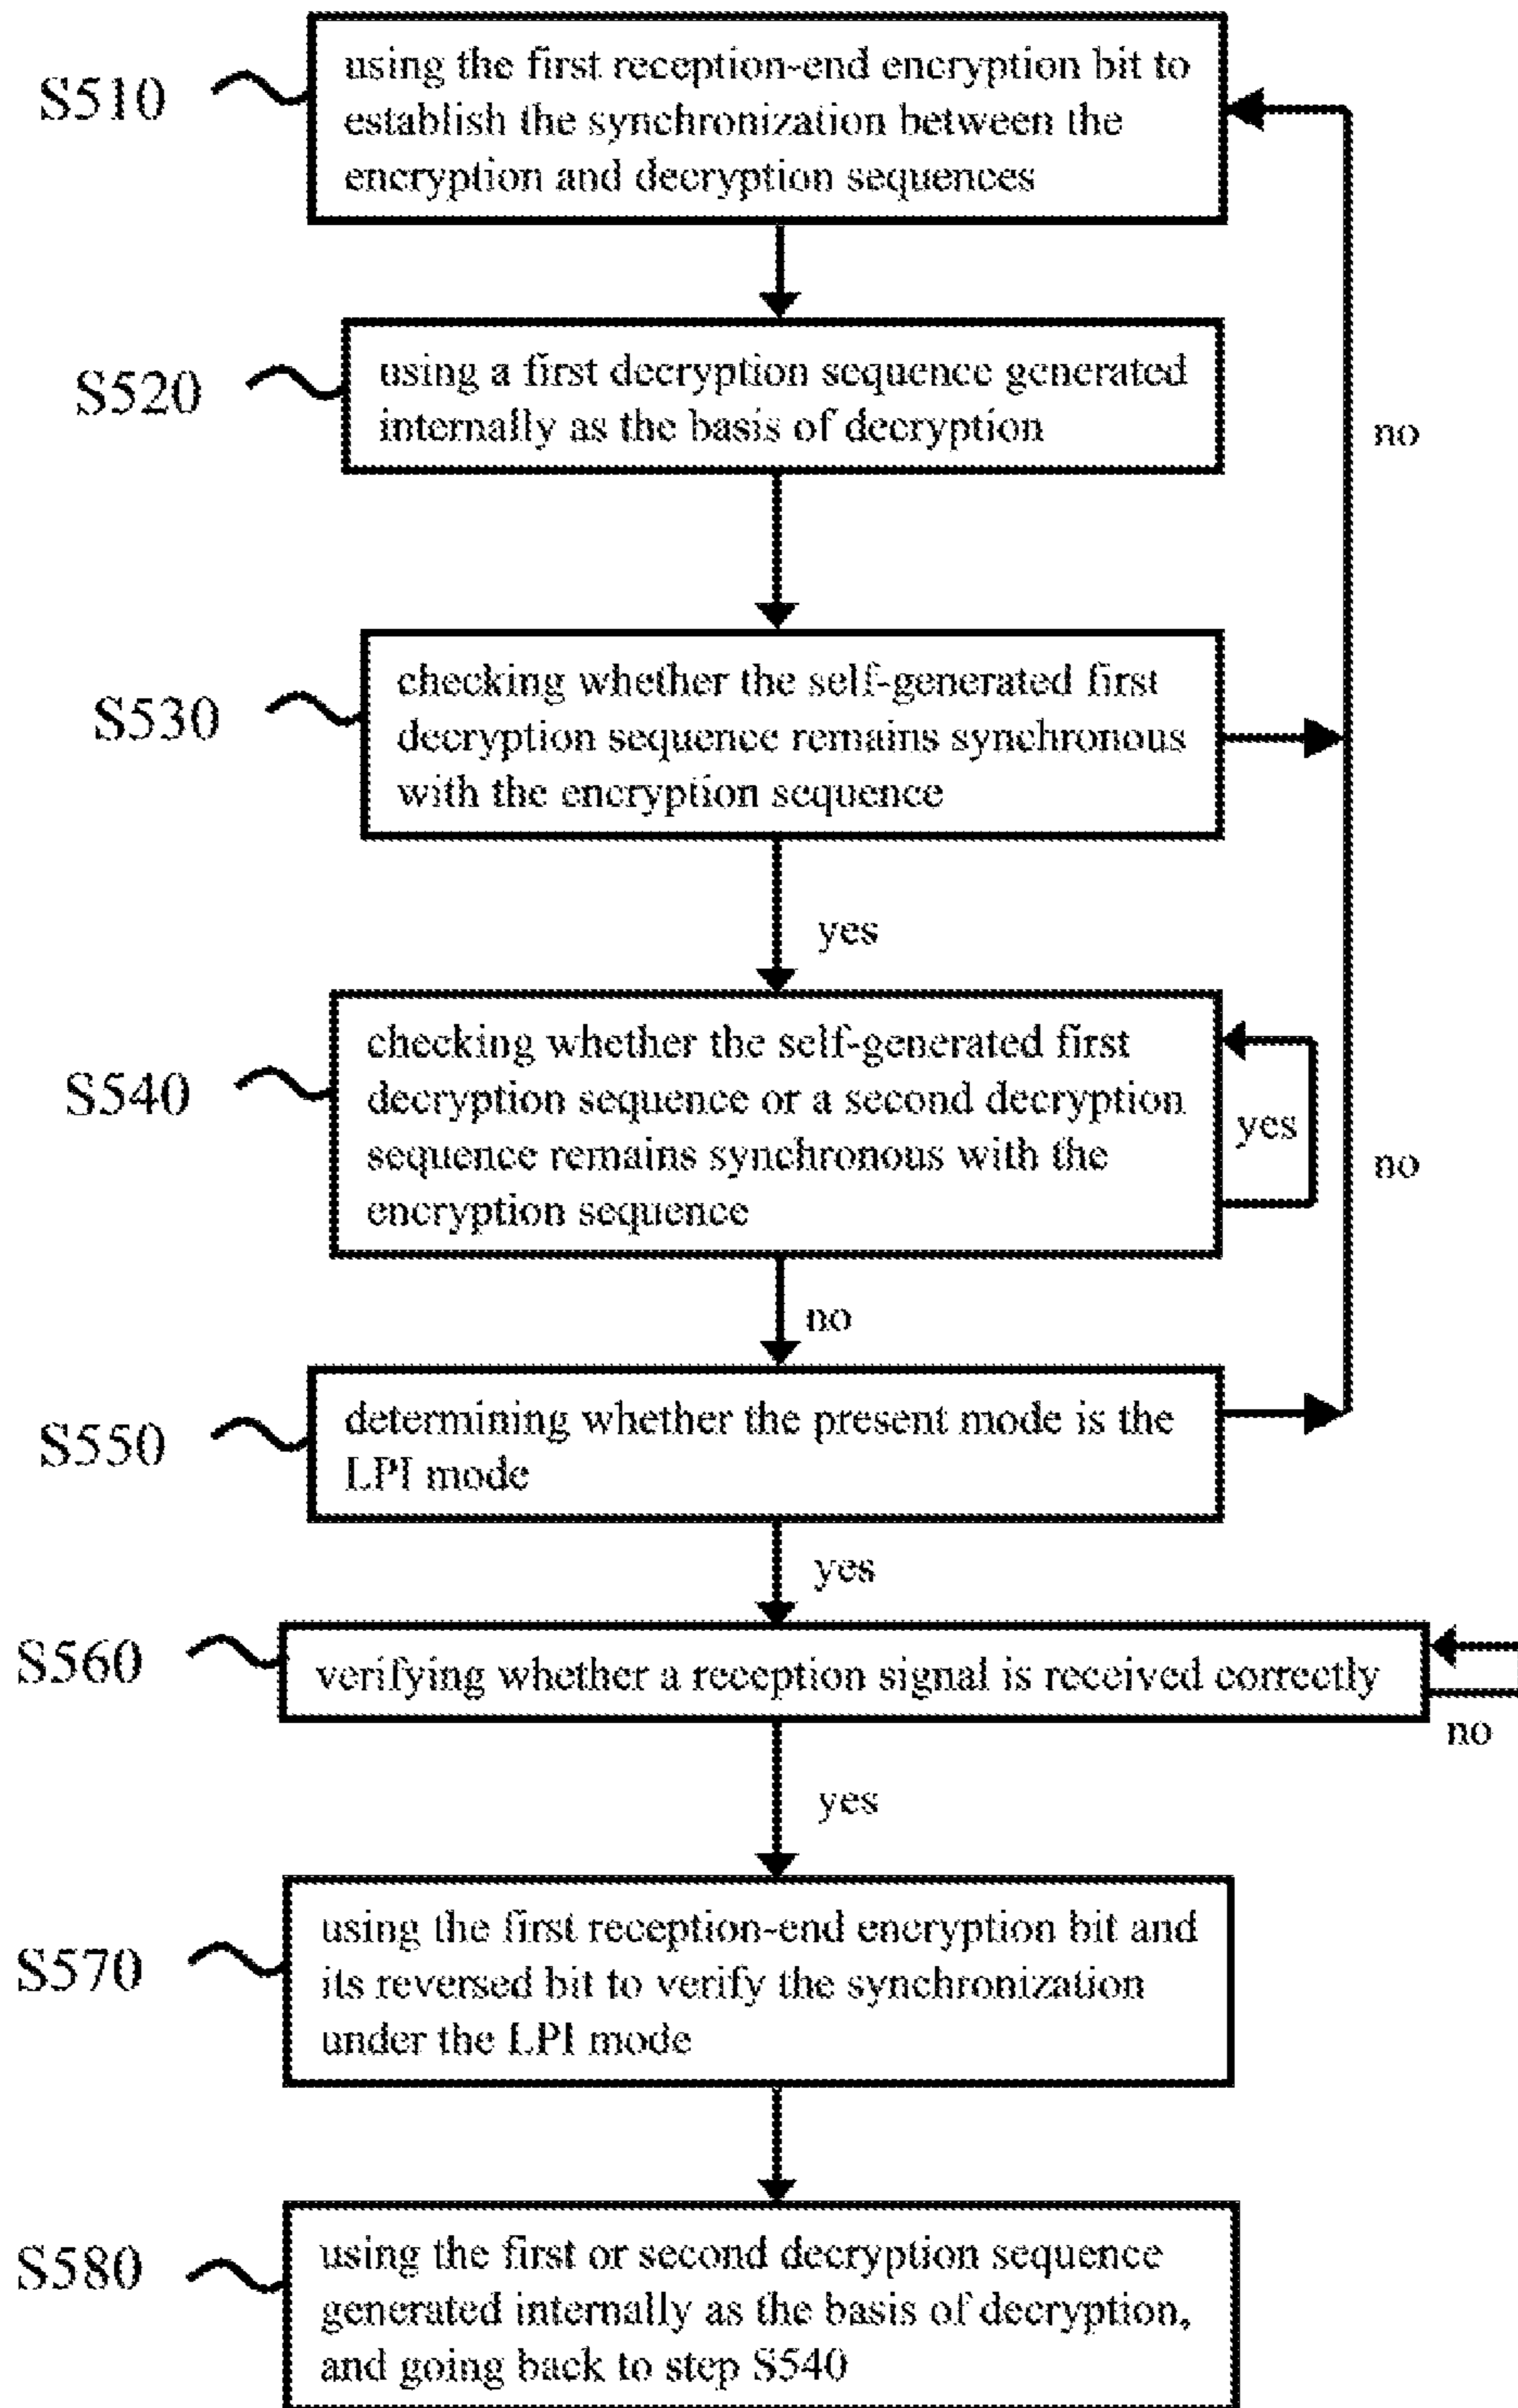 S510
using the first reception-end encryption bit to
establish the synchronization between the
encryption and decryption sequences
S520
using a first decryption sequence generated
internally as the basis of decryption
no
S530
checking whether the self-generated first
decryption sequence remains synchronous
with the encryption sequence
yes
S540
checking whether the self-generated first
decryption sequence or a second decryption
sequence remains synchronous with the
encryption sequence
yes
no
no
S550
determining whether the present mode is the
LPI mode
yes
S560
verifying whether a reception signal is received correctly
no
yes
S570
using the first reception-end encryption bit and
its reversed bit to verify the synchronization
under the LPI mode
S580
using the first or second decryption sequence
generated internally as the basis of decryption,
and going back to step S540